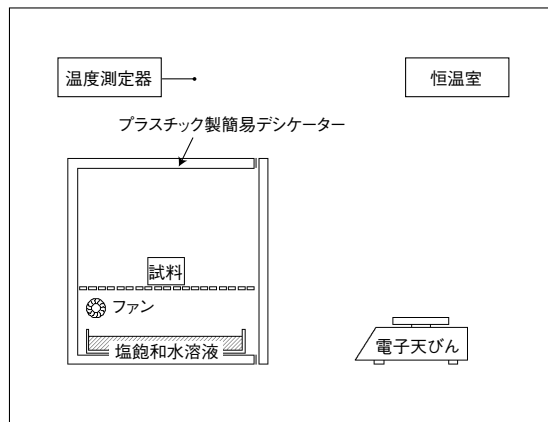 温度測定器
恒温室
プラスチック製簡易デシケーター
試料
ファン
塩飽和水溶液
電子天びん